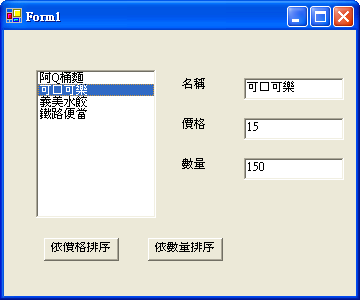 Form1
阿Q桶麵
可口可樂
義美水餃
鐵路便當
名稱
可口可樂
價格
15
數量
150
依價格排序
依數量排序